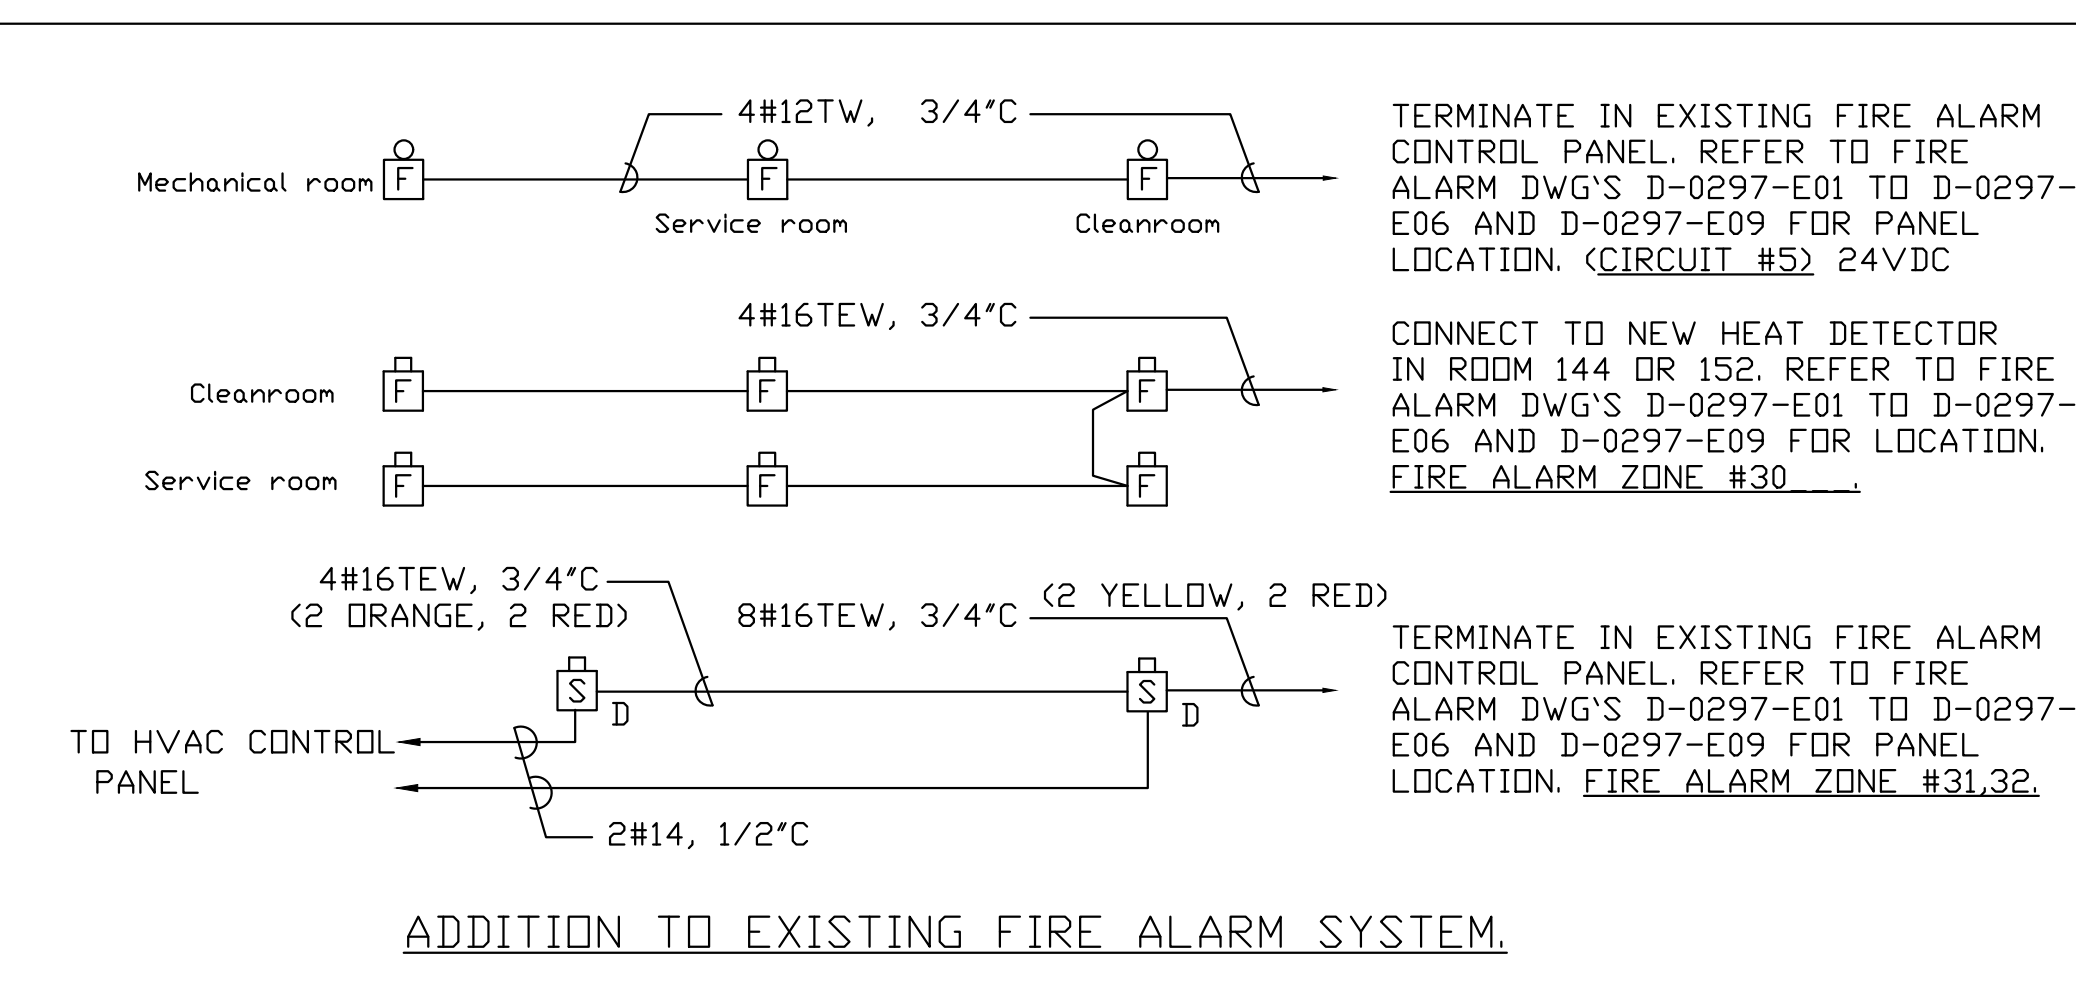 4#12TW, 3/4"C
Mechanical room
F
F
F
Service room
Cleanroom
TERMINATE IN EXISTING FIRE ALARM
CONTROL PANEL. REFER TO FIRE
ALARM DWG'S D-0297-E01 TO D-0297-
E06 AND D-0297-E09 FOR PANEL
LOCATION. (CIRCUIT #5) 24VDC
4#16TEW, 3/4"C
Cleanroom
F
F
F
Service room
F
F
F
CONNECT TO NEW HEAT DETECTOR
IN ROOM 144 OR 152. REFER TO FIRE
ALARM DWG'S D-0297-E01 TO D-0297-
E06 AND D-0297-E09 FOR LOCATION.
FIRE ALARM ZONE #30___.
4#16TEW, 3/4"C
(2 ORANGE, 2 RED)
8#16TEW, 3/4"C
(2 YELLOW, 2 RED)
S
D
S
D
TO HVAC CONTROL
PANEL
2#14, 1/2"C
TERMINATE IN EXISTING FIRE ALARM
CONTROL PANEL. REFER TO FIRE
ALARM DWG'S D-0297-E01 TO D-0297-
E06 AND D-0297-E09 FOR PANEL
LOCATION. FIRE ALARM ZONE #31,32.
ADDITION TO EXISTING FIRE ALARM SYSTEM.